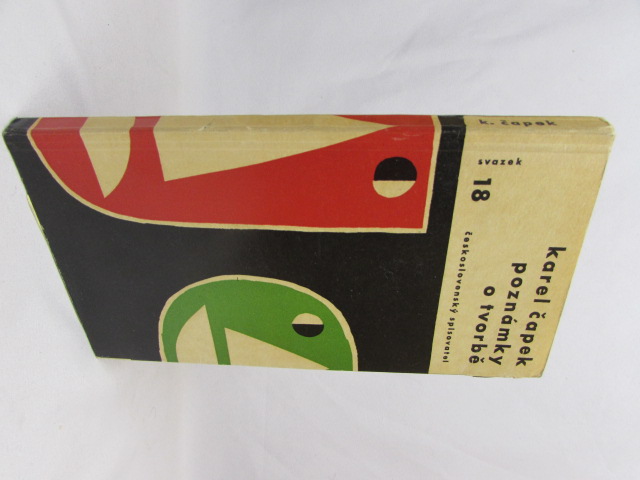 k. čapek
karel čapek
poznámky
o tvorbě
svazek
18
československý spisovatel